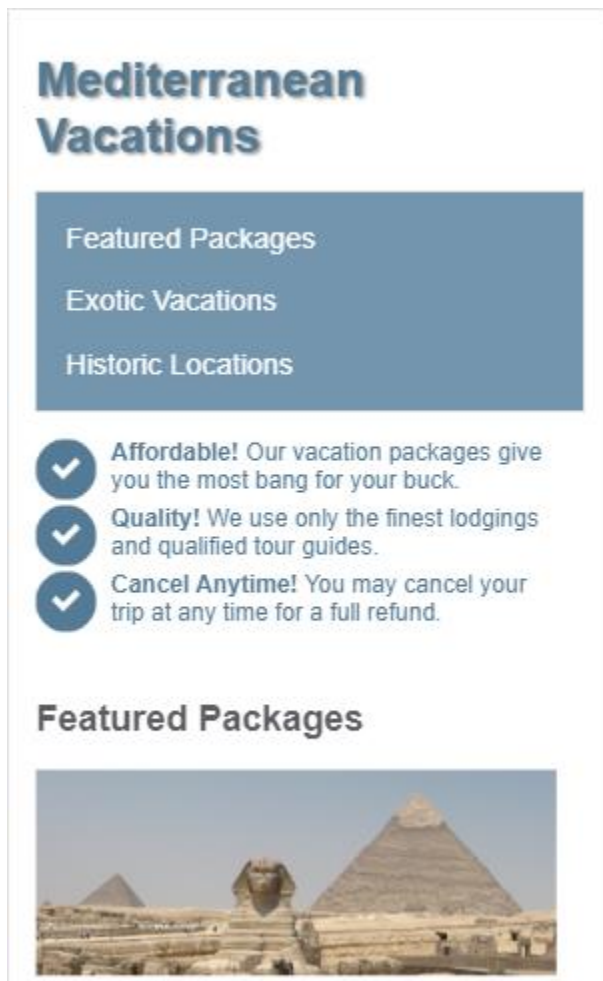 Mediterranean
Vacations
Featured Packages
Exotic Vacations
Historic Locations
Affordable! Our vacation packages give
you the most bang for your buck.
Quality! We use only the finest lodgings
and qualified tour guides.
Cancel Anytime! You may cancel your
trip at any time for a full refund.
Featured Packages